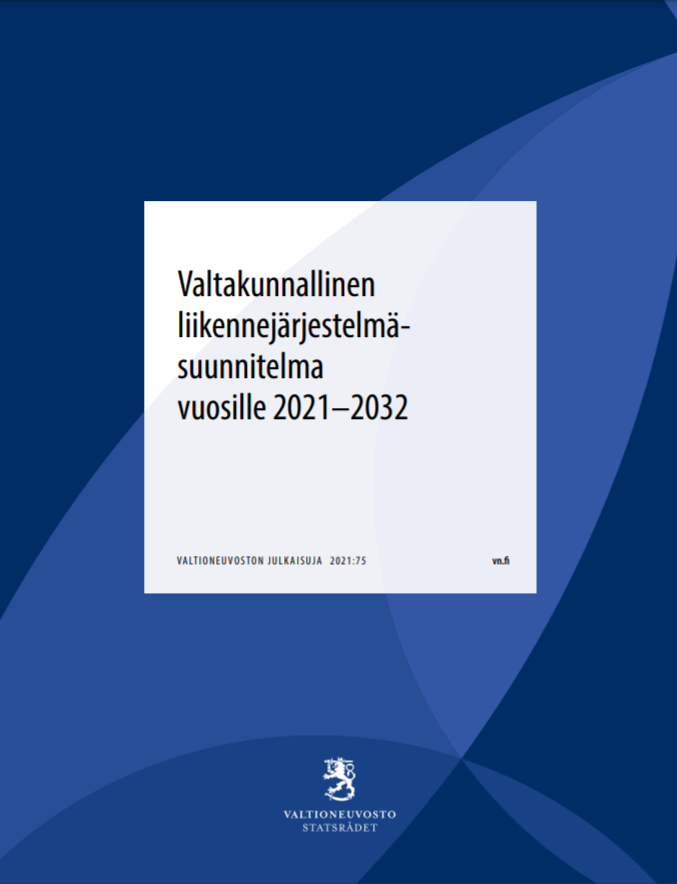 Valtakunnallinen
liikennejärjestelmä-
suunnitelma
vuosille 2021–2032
VALTIONEUVOSTON JULKAISUJA 2021:75
vn.fi
VALTIONEUVOSTO
STATSRÅDET